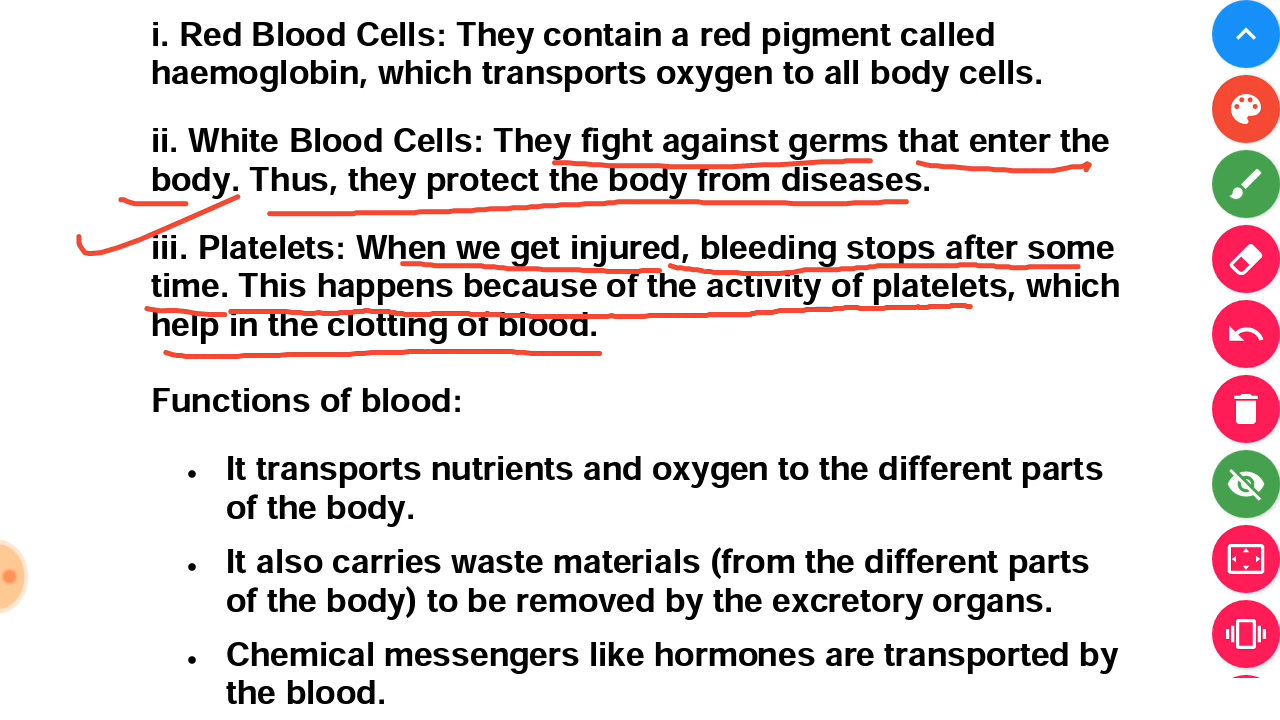 i. Red Blood Cells: They contain a red pigment called
haemoglobin, which transports oxygen to all body cells.
ii. White Blood Cells: They fight against germs that enter the
body. Thus, they protect the body from diseases.
iii. Platelets: When we get injured, bleeding stops after some
time. This happens because of the activity of platelets, which
help in the clotting of blood.
Functions of blood:
• It transports nutrients and oxygen to the different parts
of the body.
• It also carries waste materials (from the different parts
of the body) to be removed by the excretory organs.
• Chemical messengers like hormones are transported by
the blood.